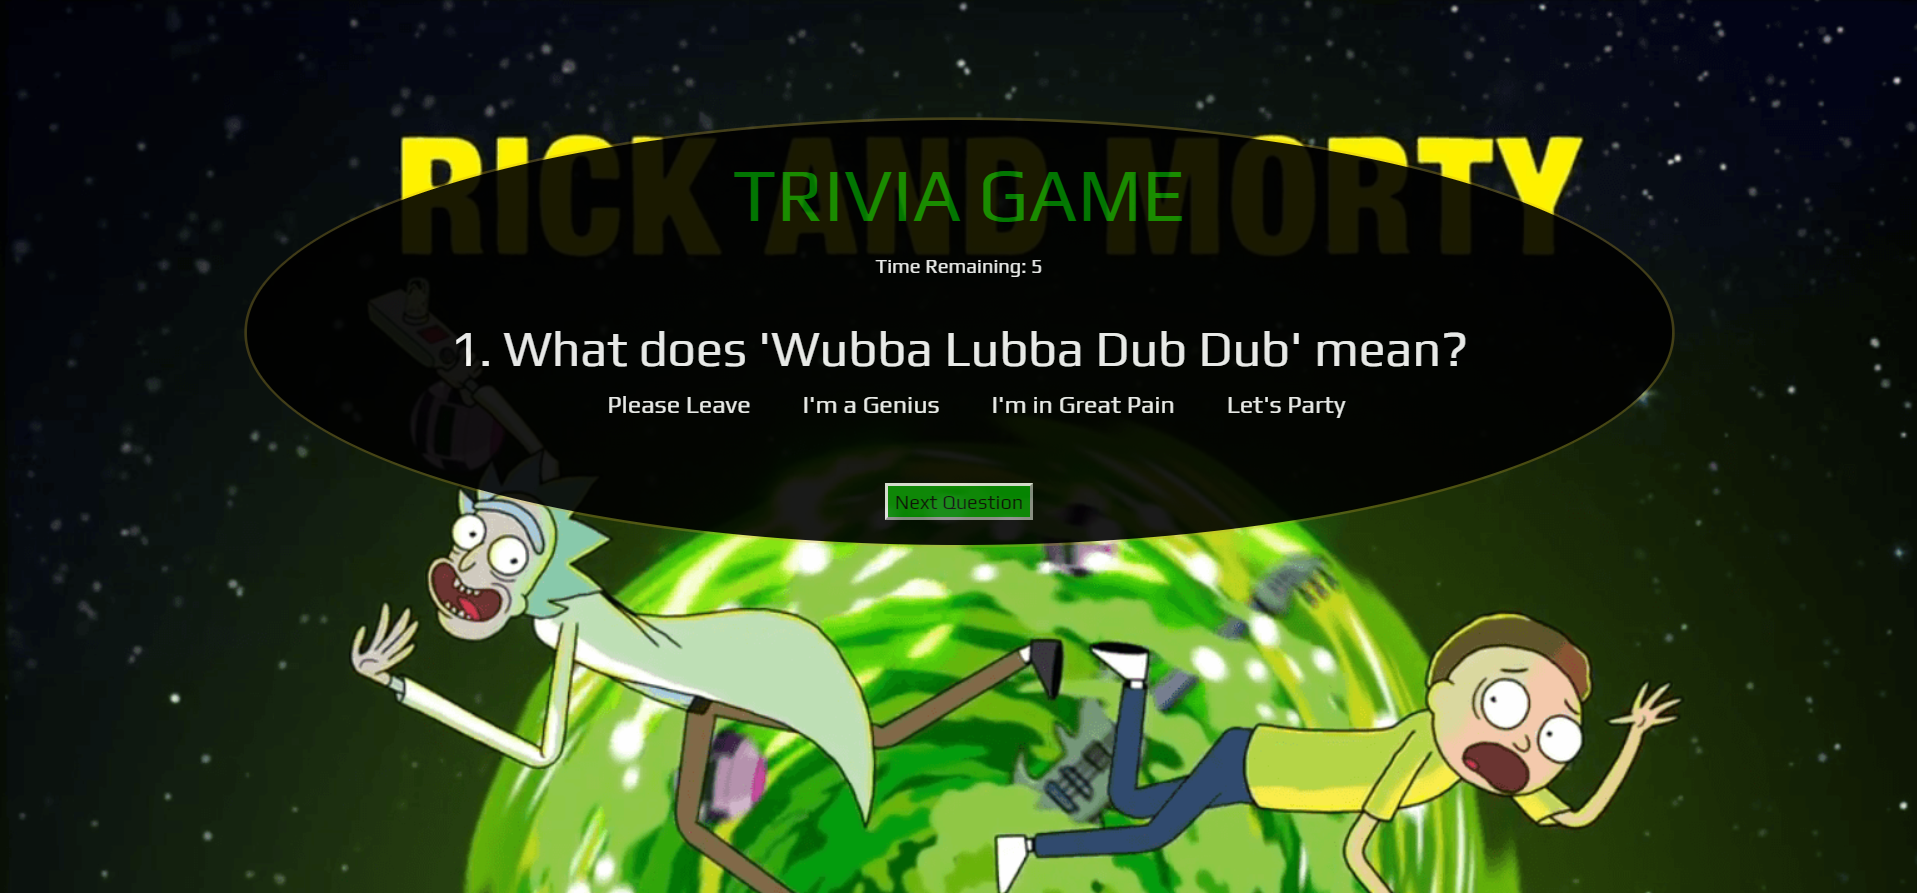 RICK AND MORTY
TRIVIA GAME
Time Remaining: 5
1. What does 'Wubba Lubba Dub Dub' mean?
Please Leave I'm a Genius I'm in Great Pain Let's Party
Next Question